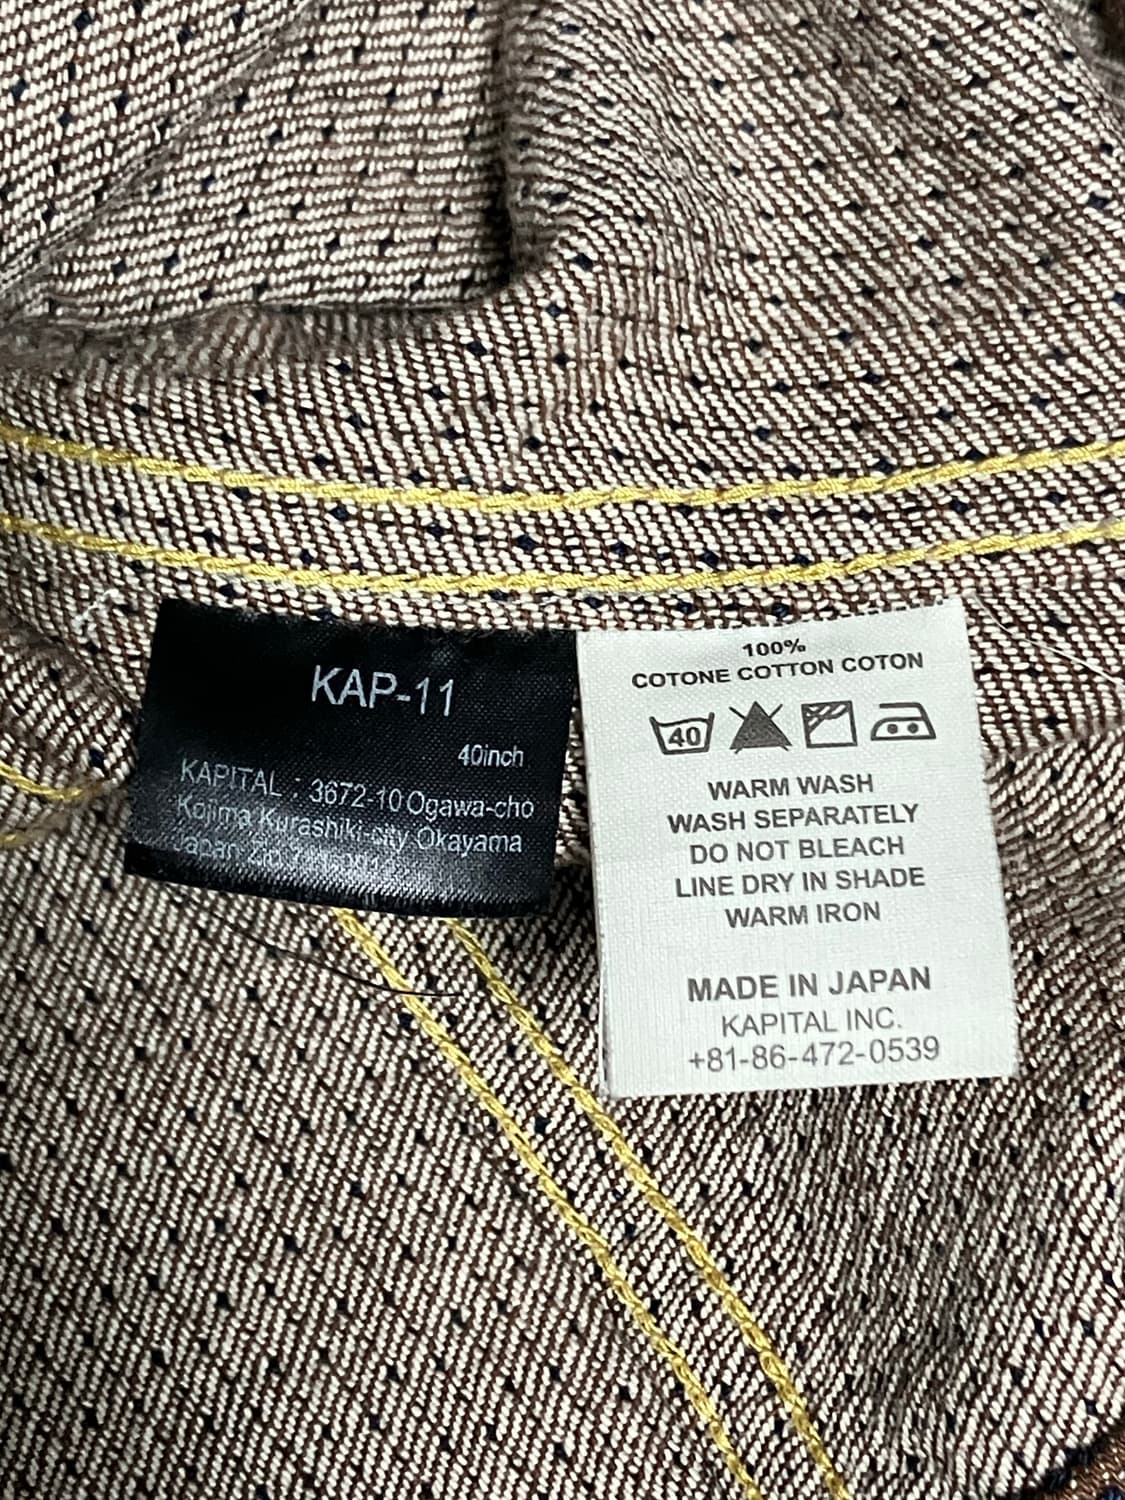 KAP-11
40inch
KAPITAL : 3672-10 Ogawa-cho
Kojima Kurashiki-city Okayama
Japan Zip
100%
COTONE COTTON COTON
40
WARM WASH
WASH SEPARATELY
DO NOT BLEACH
LINE DRY IN SHADE
WARM IRON
MADE IN JAPAN
KAPITAL INC.
+81-86-472-0539